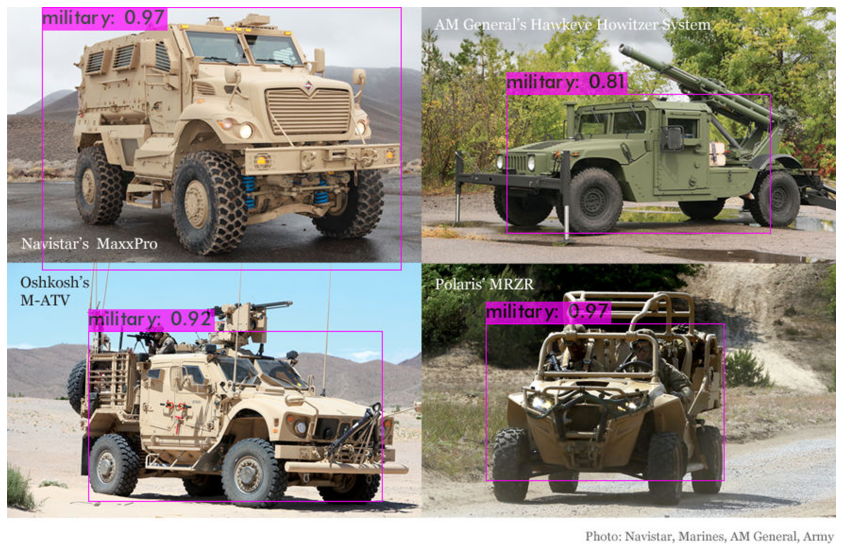 military: 0.97
AM General's Hawkeye Howitzer System
military: 0.81
Navistar's MaxxPro
Oshkosh's
M-ATV
military: 0.92
Polaris' MRZR
military: 0.97
Photo: Navistar, Marines, AM General, Army